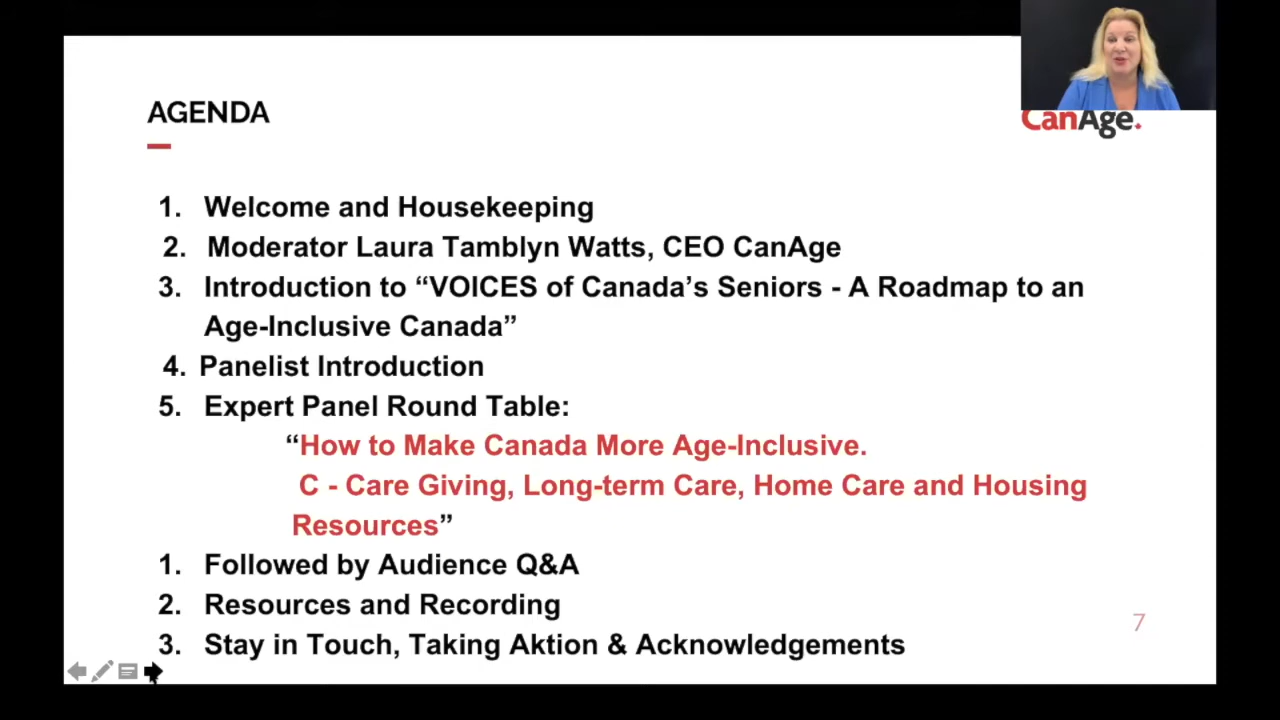 AGENDA
CanAge.
1. Welcome and Housekeeping
2. Moderator Laura Tamblyn Watts, CEO CanAge
3. Introduction to “VOICES of Canada’s Seniors - A Roadmap to an
Age-Inclusive Canada”
4. Panelist Introduction
5. Expert Panel Round Table:
“How to Make Canada More Age-Inclusive.
C - Care Giving, Long-term Care, Home Care and Housing
Resources”
1. Followed by Audience Q&A
2. Resources and Recording
3. Stay in Touch, Taking Aktion & Acknowledgements
7